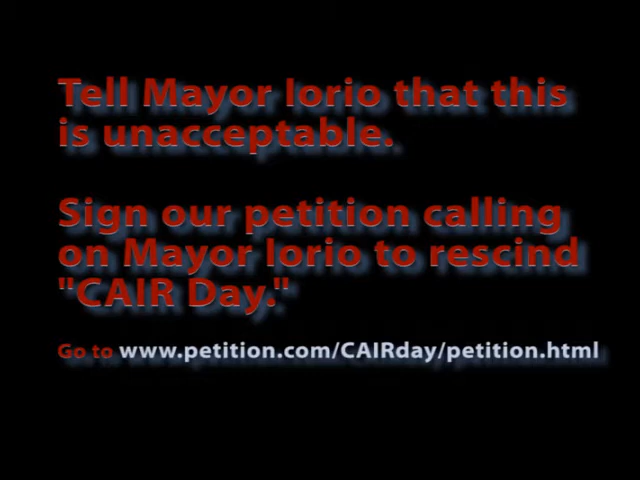 Tell Mayor Iorio that this
is unacceptable.
Sign our petition calling
on Mayor Iorio to rescind
"CAIR Day."
Go to www.petition.com/CAIRday/petition.html